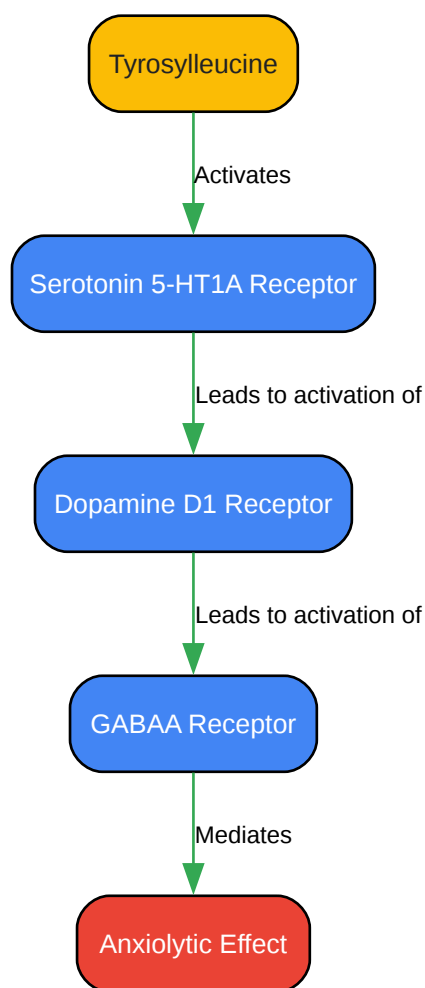 Tyrosylleucine
Activates
Serotonin 5-HT1A Receptor
Leads to activation of
Dopamine D1 Receptor
Leads to activation of
GABAA Receptor
Mediates
Anxiolytic Effect